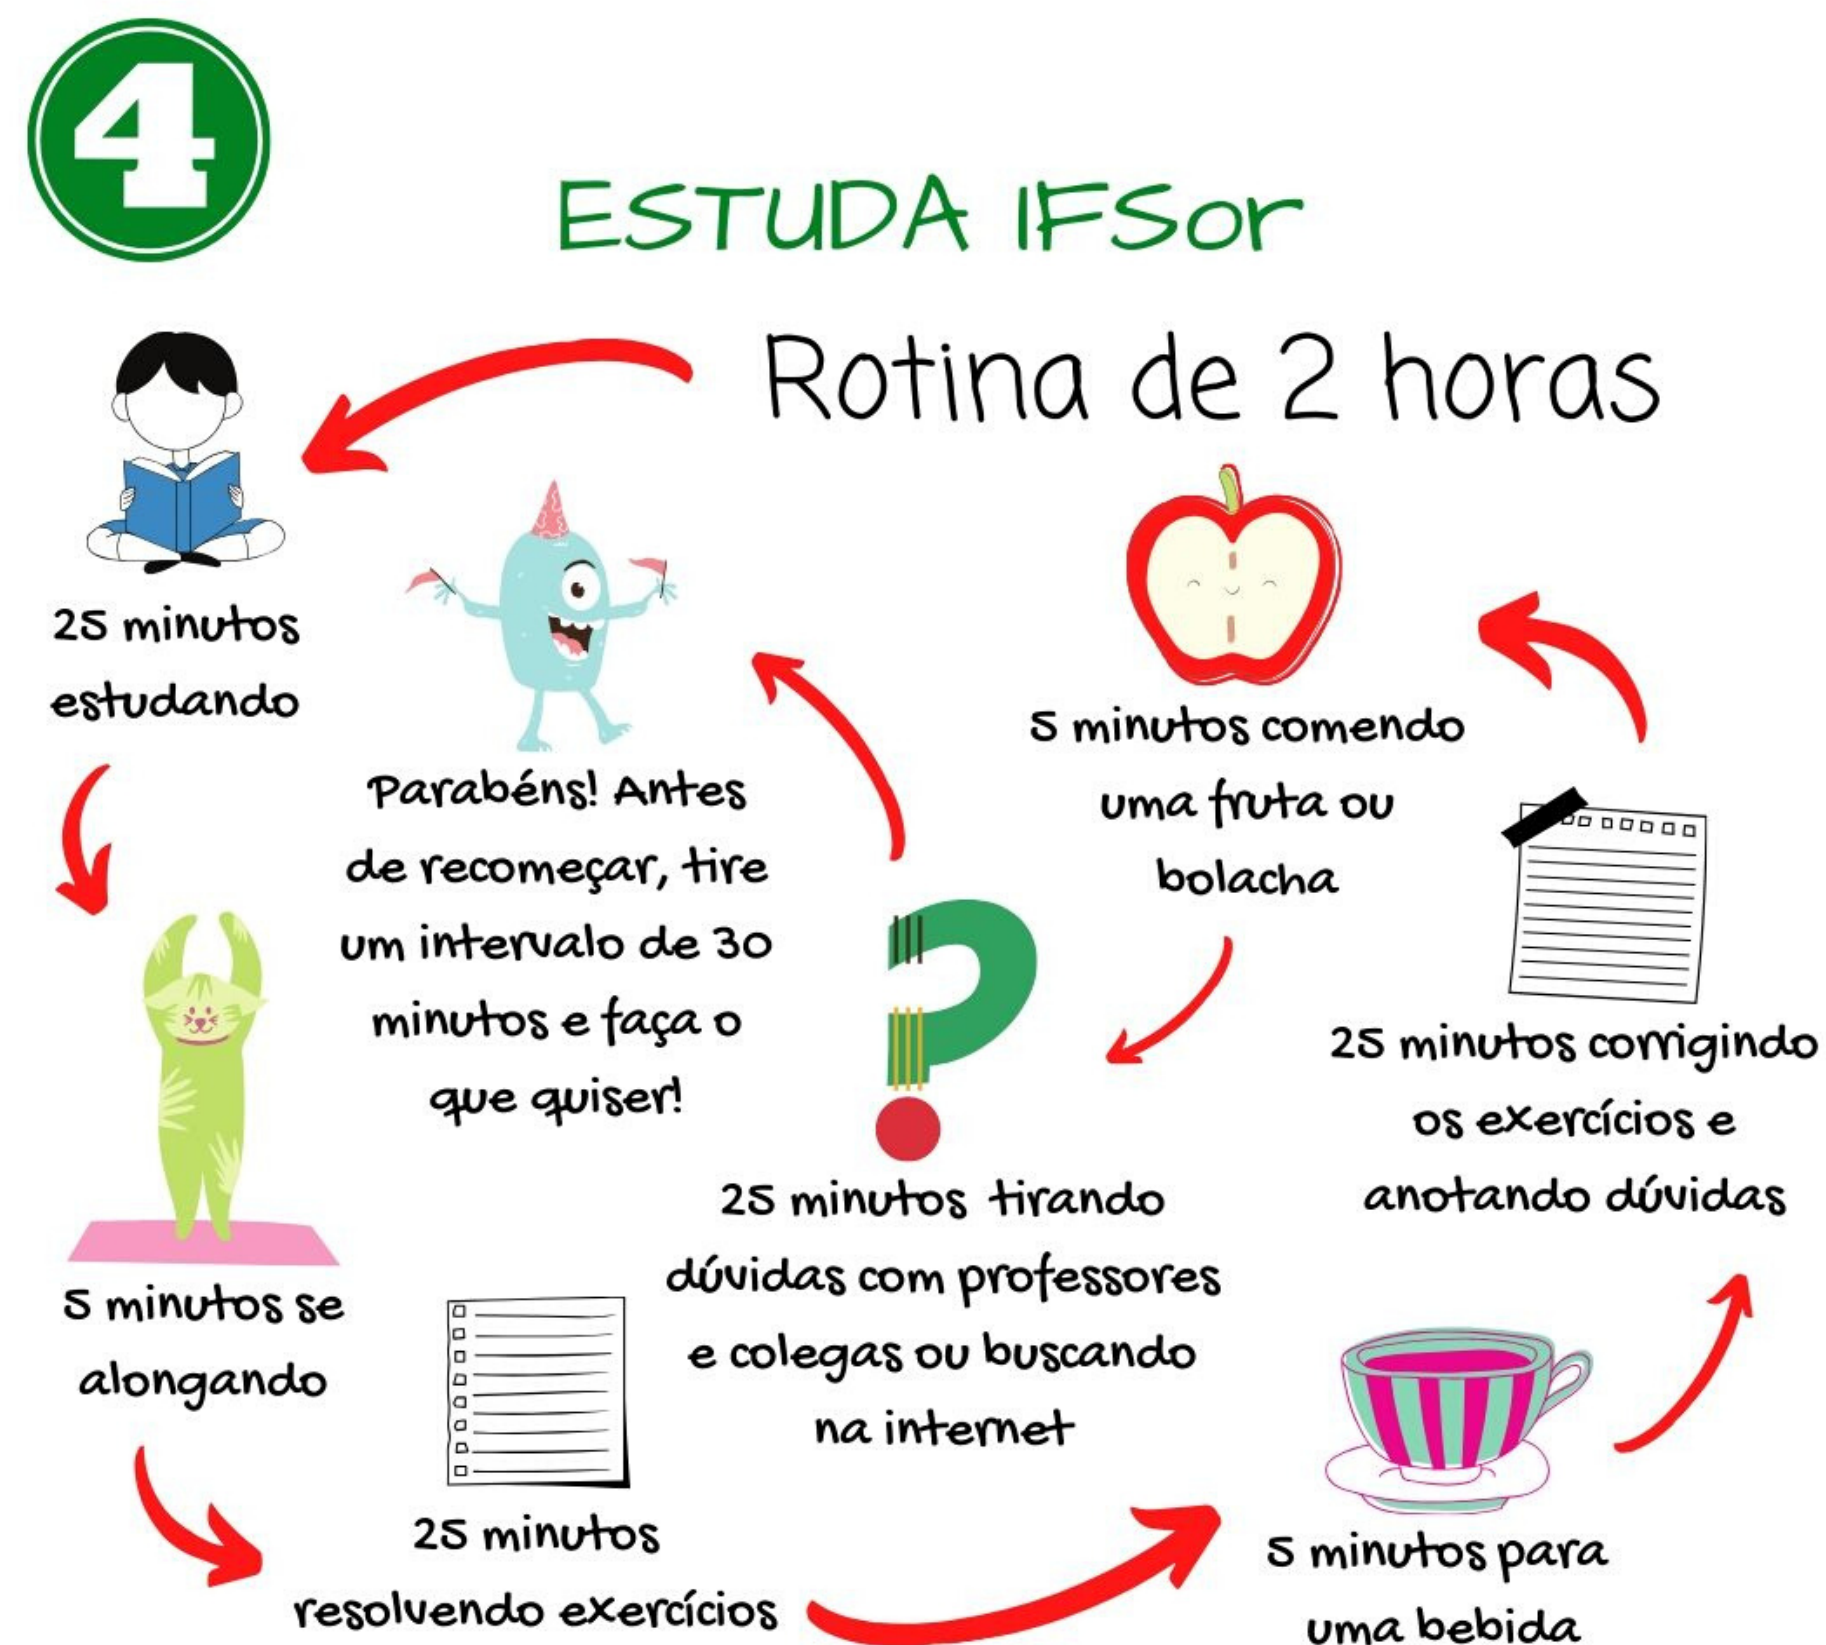 4
ESTUDA IFSor
Rotina de 2 horas
25 minutos
estudando
5 minutos se
alongando
25 minutos
resolvendo exercícios
5 minutos para
uma bebida
25 minutos corrigindo
os exercícios e
anotando dúvidas
5 minutos comendo
uma fruta ou
bolacha
25 minutos tirando
dúvidas com professores
e colegas ou buscando
na internet
Parabéns! Antes
de recomeçar, tire
um intervalo de 30
minutos e faça o
que quiser!